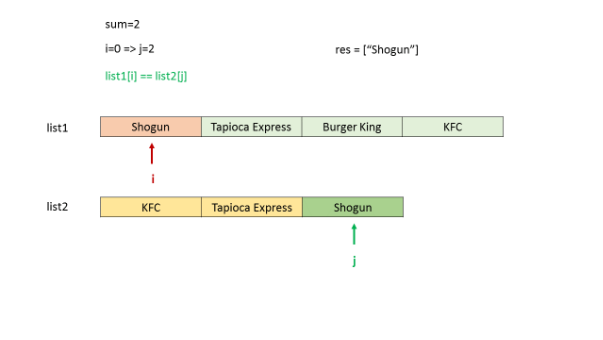 sum=2
i=0 => j=2
res = [“Shogun”]
list1[i] == list2[j]
list1 Shogun Tapioca Express Burger King KFC
i
list2 KFC Tapioca Express Shogun
j